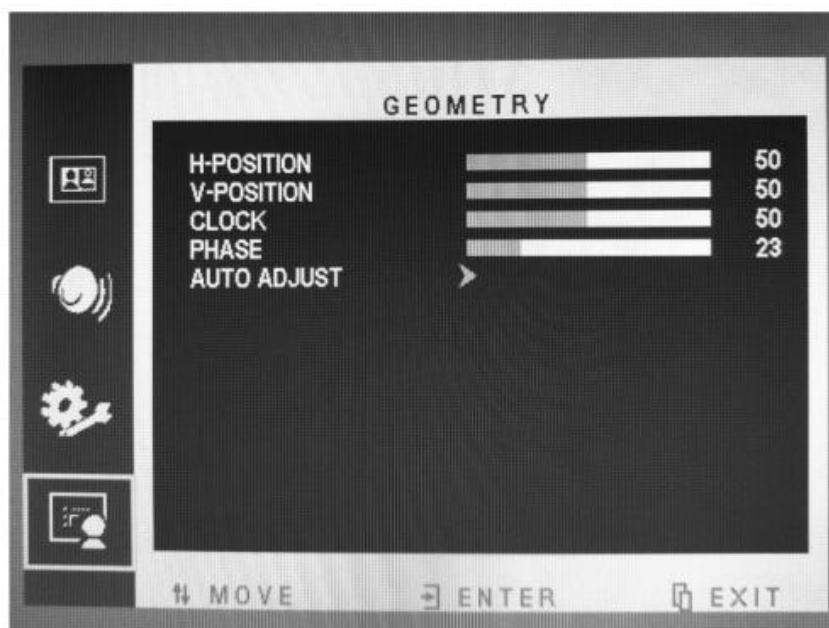 GEOMETRY
H-POSITION 50
V-POSITION 50
CLOCK 50
PHASE 23
AUTO ADJUST
MOVE ENTER EXIT